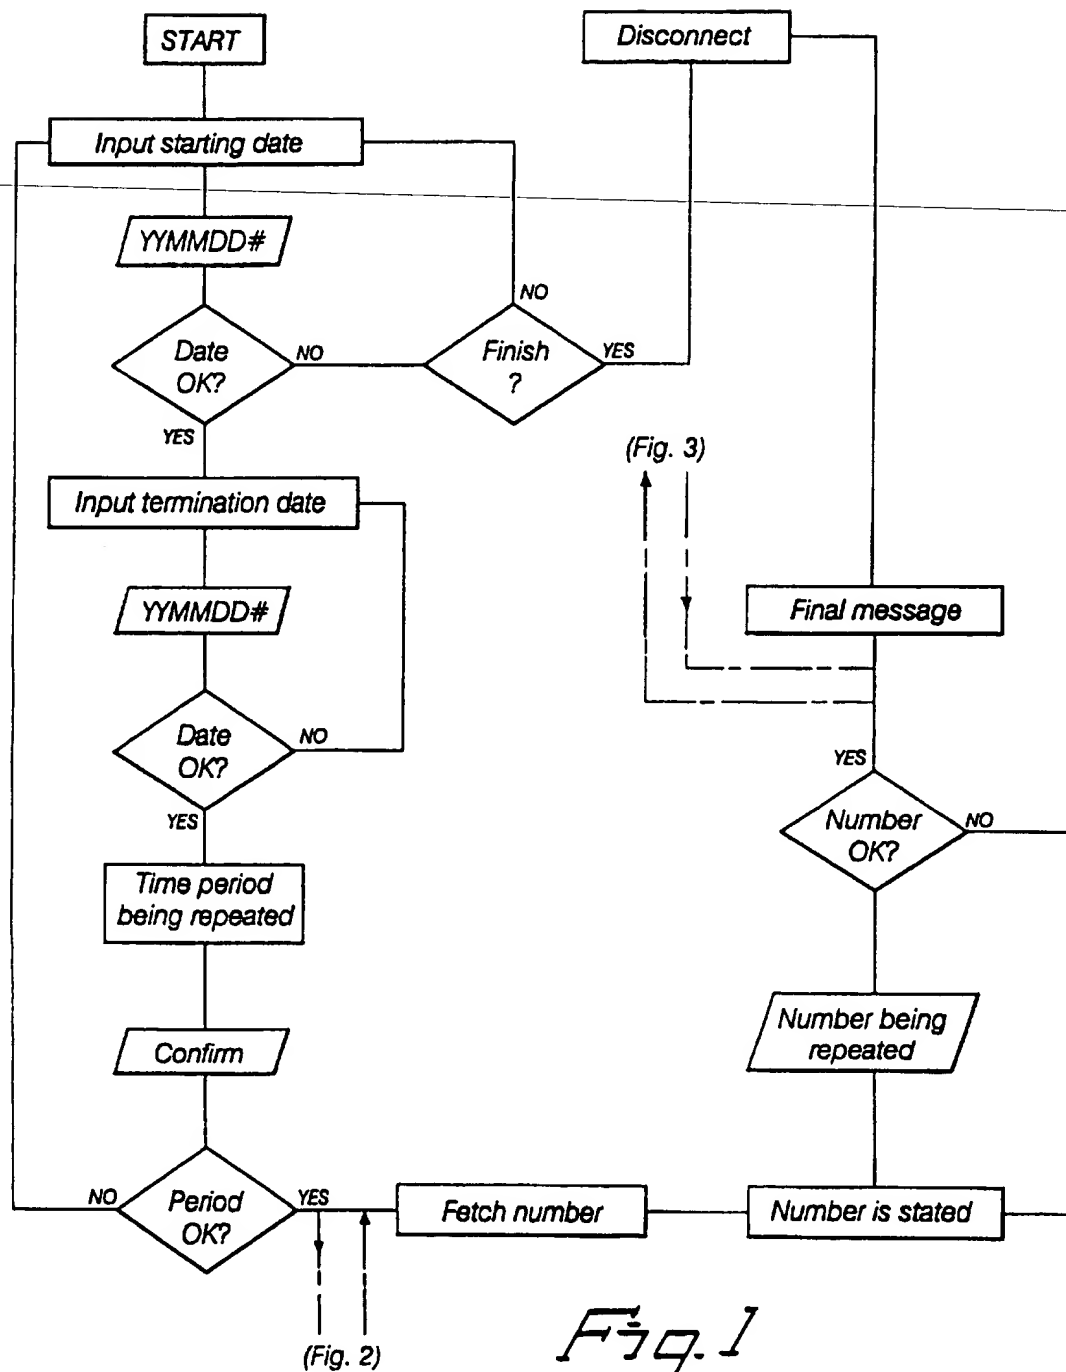 START
Disconnect
Input starting date
YYMMDD#
NO
Date
OK?
NO
Finish
?
YES
YES
(Fig. 3)
Input termination date
YYMMDD#
Final message
Date
OK?
NO
YES
YES
Number
OK?
NO
Time period
being repeated
Number being
repeated
Confirm
NO
Period
OK?
YES
Fetch number
Number is stated
(Fig. 2)
Fig. 1